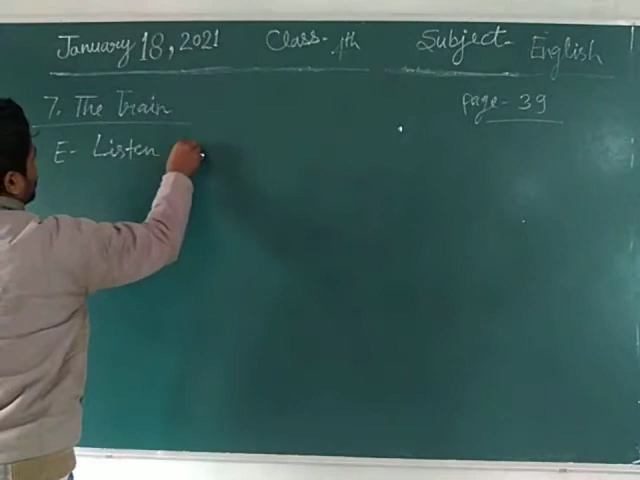 January 18, 2021 Class- 4th Subject- English
7. The Train page- 39
E- Listen